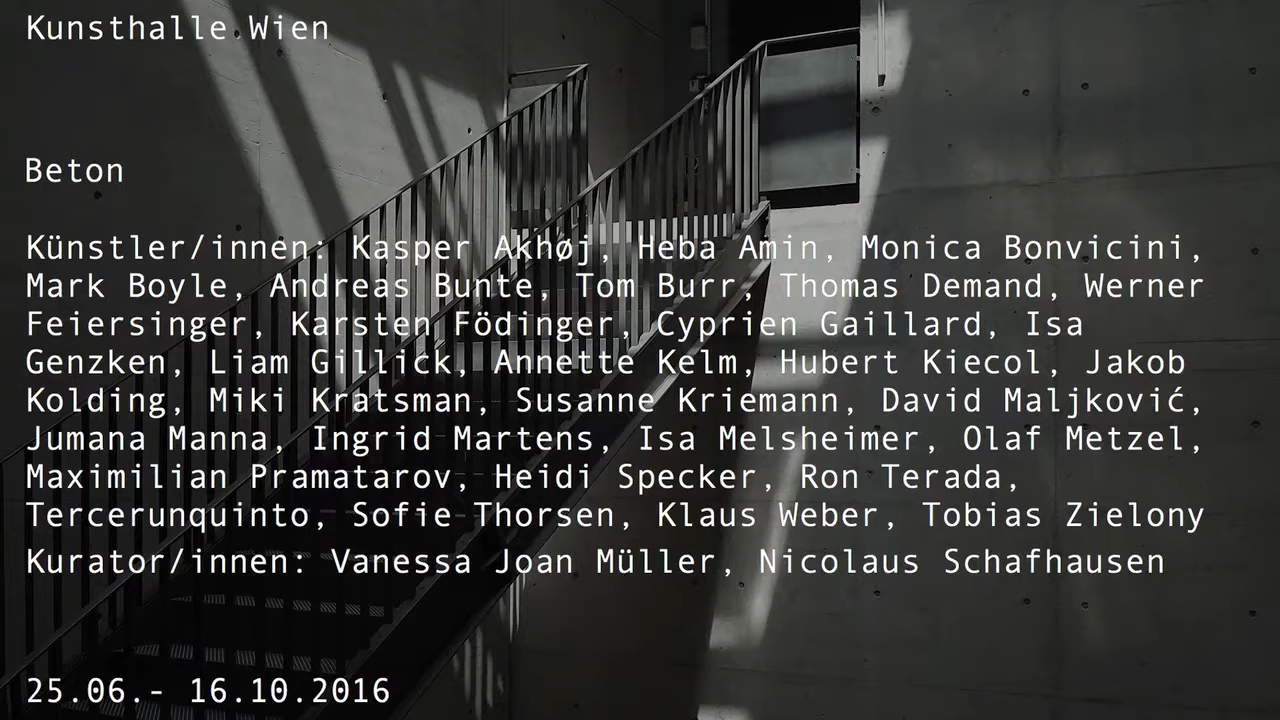 Kunsthalle Wien
Beton
Künstler/innen: Kasper Akhøj, Heba Amin, Monica Bonvicini,
Mark Boyle, Andreas Bunte, Tom Burr, Thomas Demand, Werner
Feiersinger, Karsten Födinger, Cyprien Gaillard, Isa
Genzken, Liam Gillick, Annette Kelm, Hubert Kiecol, Jakob
Kolding, Miki Kratsman, Susanne Kriemann, David Maljković,
Jumana Manna, Ingrid Martens, Isa Melsheimer, Olaf Metzel,
Maximilian Pramatarov, Heidi Specker, Ron Terada,
Tercerunquinto, Sofie Thorsen, Klaus Weber, Tobias Zielony
Kurator/innen: Vanessa Joan Müller, Nicolaus Schafhausen
25.06.- 16.10.2016